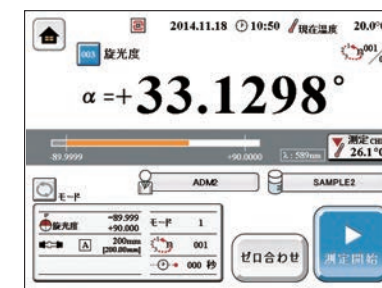 2014.11.18 10:50 現在温度 20.0°
003 旋光度
n 001/
α =+33.1298°
-89.9999 +90.0000 λ : 589nm 測定CH 26.1°C
モード ADM2 SAMPLE2
旋光度 -89.999 +90.000 モード 1
A 200mm [200.00mm] n 001
000 秒
ゼロ合わせ 測定開始